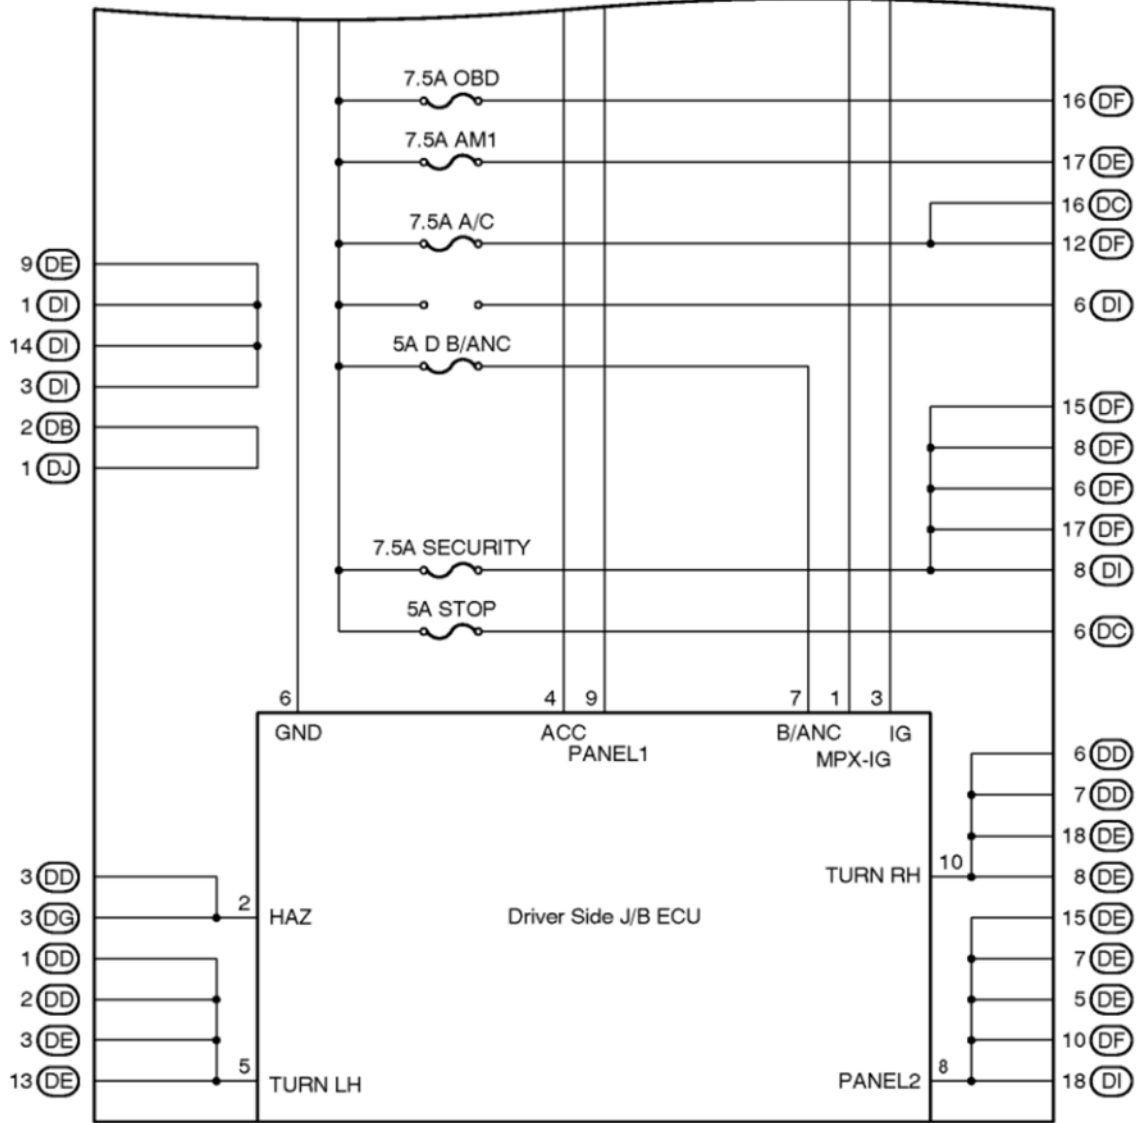 7.5A OBD
16 DF
7.5A AM1
17 DE
16 DC
7.5A A/C
12 DF
9 DE
1 DI
6 DI
14 DI
5A D B/ANC
3 DI
15 DF
2 DB
8 DF
1 DJ
6 DF
17 DF
7.5A SECURITY
8 DI
5A STOP
6 DC
6 4 9 7 1 3
GND ACC B/ANC IG
PANEL1 MPX-IG
6 DD
7 DD
18 DE
3 DD
TURN RH 10 8 DE
3 DG 2 HAZ Driver Side J/B ECU 15 DE
1 DD
7 DE
2 DD
5 DE
3 DE
10 DF
13 DE 5 TURN LH PANEL2 8 18 DI